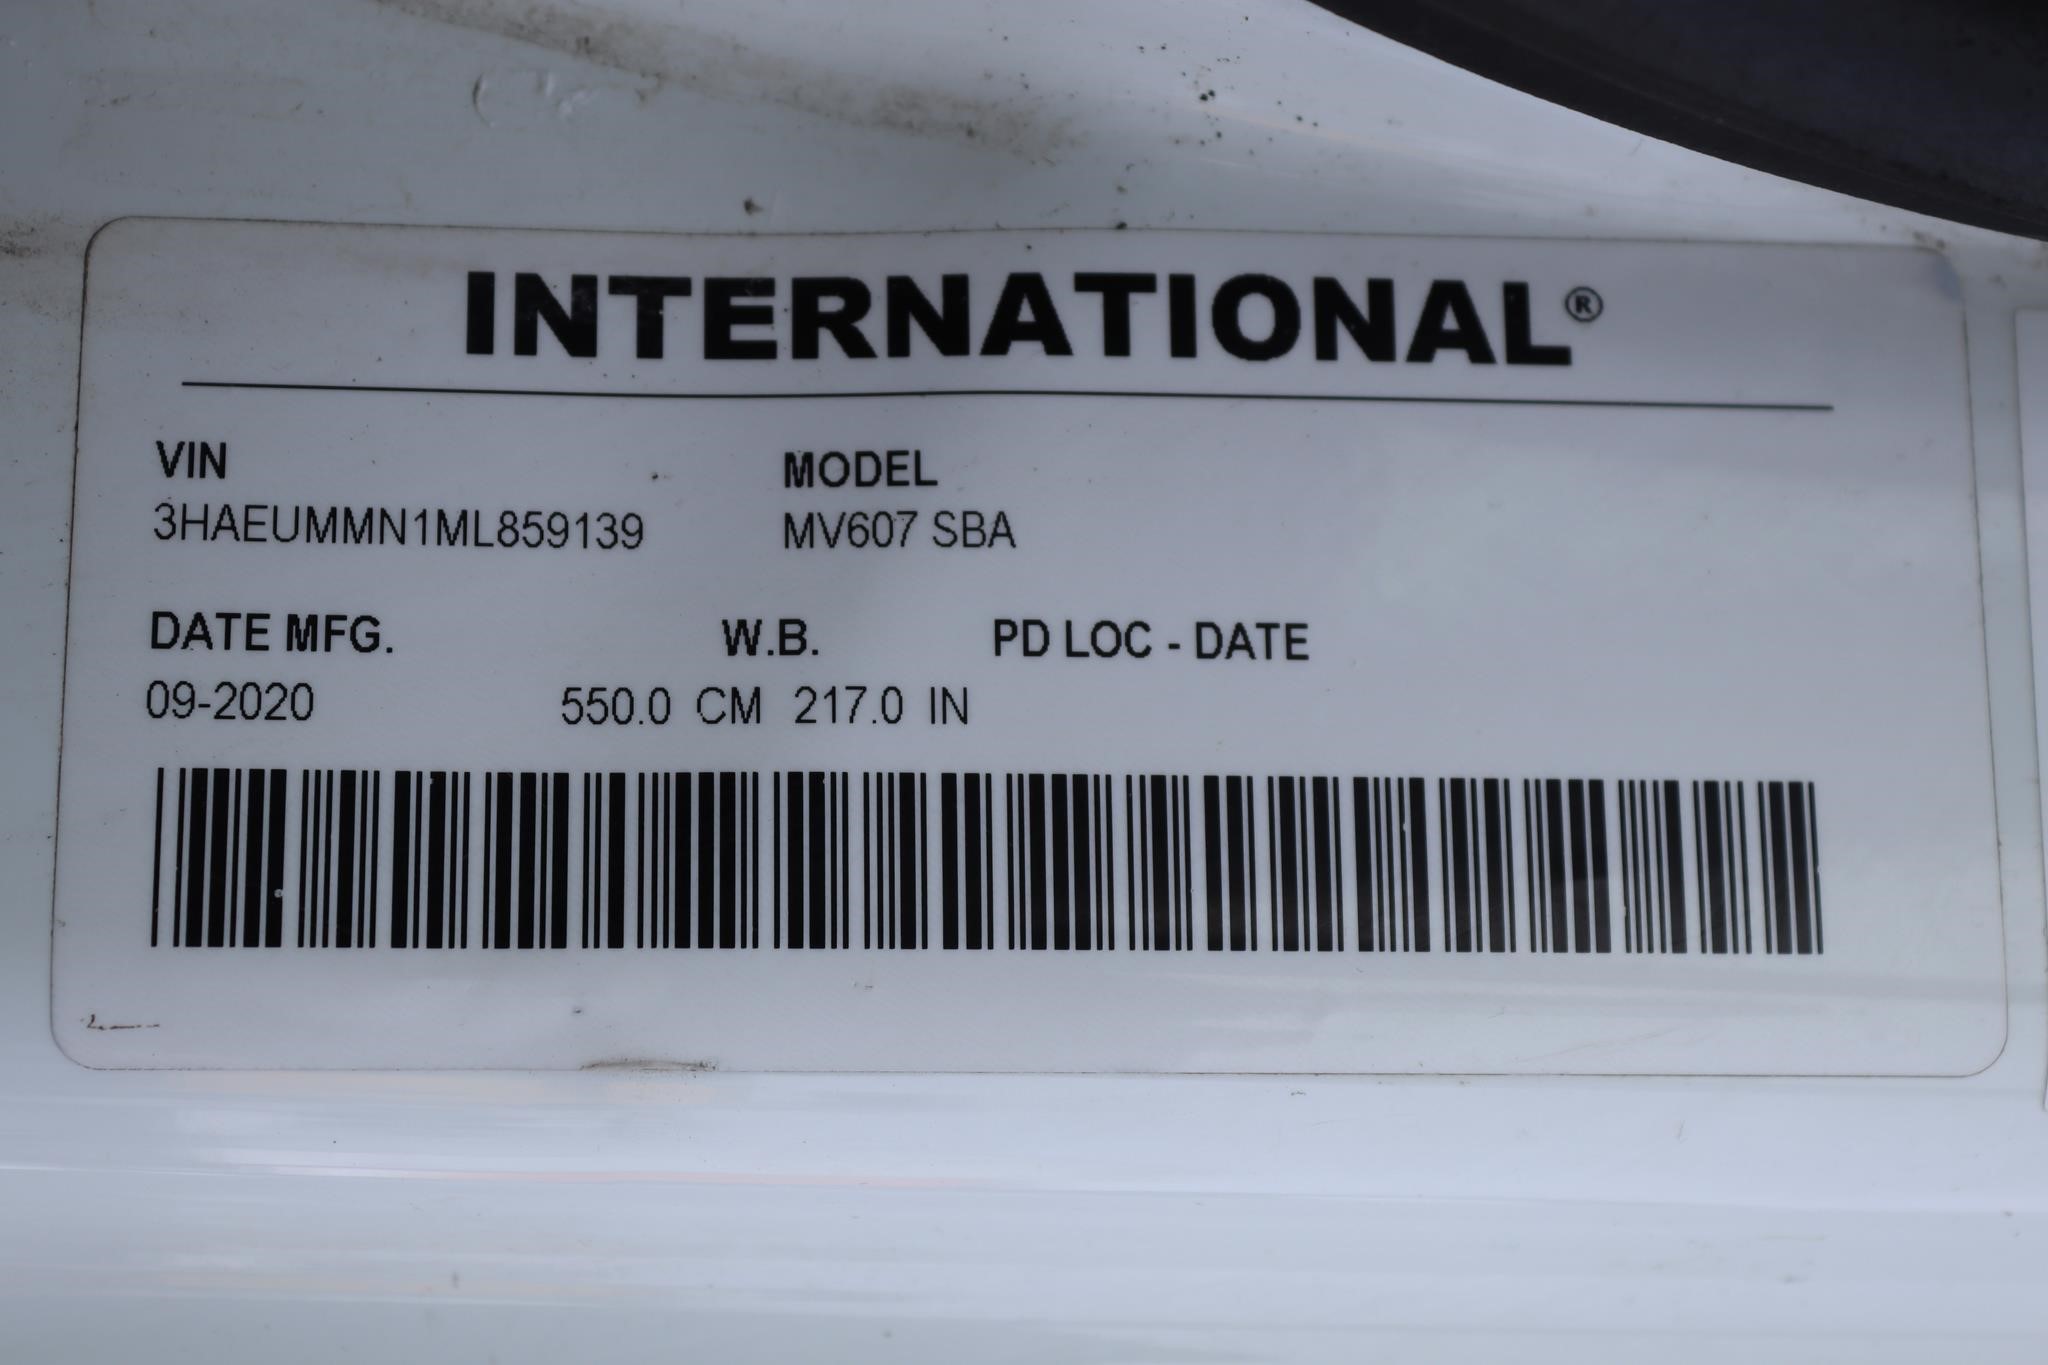 INTERNATIONAL®
VIN MODEL
3HAEUMMN1ML859139 MV607 SBA
DATE MFG. W.B. PD LOC - DATE
09-2020 550.0 CM 217.0 IN